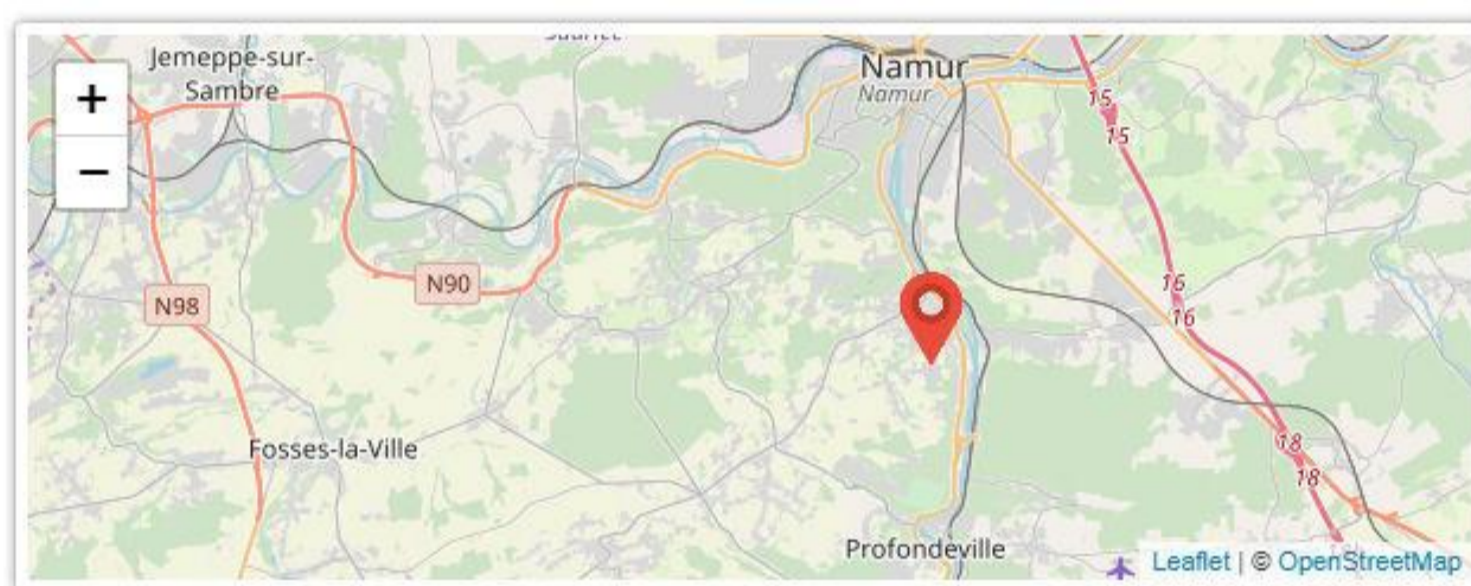 Jemeppe-sur-
Sambre
Namur
Namur
+
−
15
15
N90
N98
16
16
18
18
Fosses-la-Ville
Profondeville
Leaflet | © OpenStreetMap